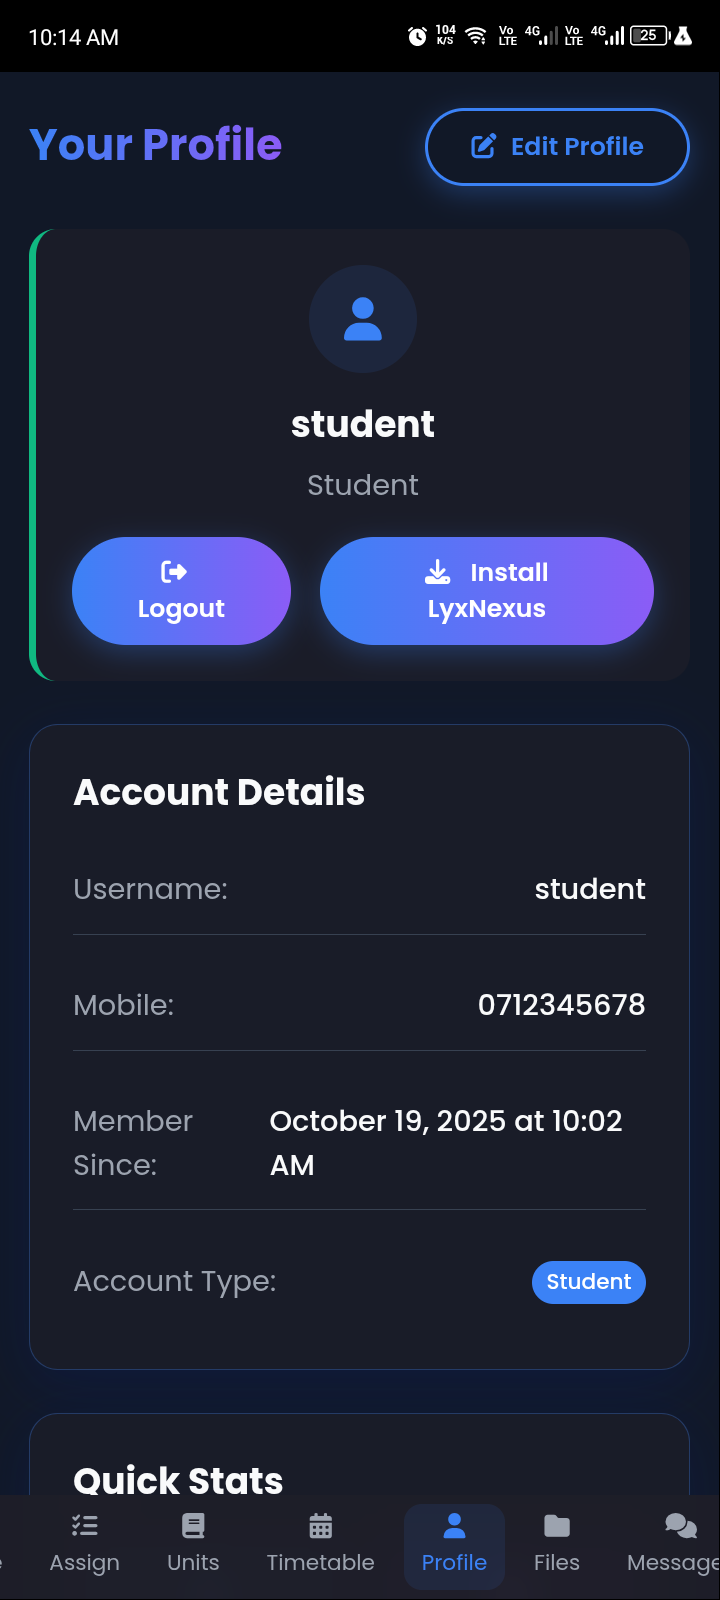 10:14 AM
104
K/S
Vo
LTE
4G
Vo
LTE
4G
25
Your Profile
Edit Profile
student
Student
Logout
Install
LyxNexus
Account Details
Username: student
Mobile: 0712345678
Member Since: October 19, 2025 at 10:02 AM
Account Type: Student
Quick Stats
e
Assign
Units
Timetable
Profile
Files
Message